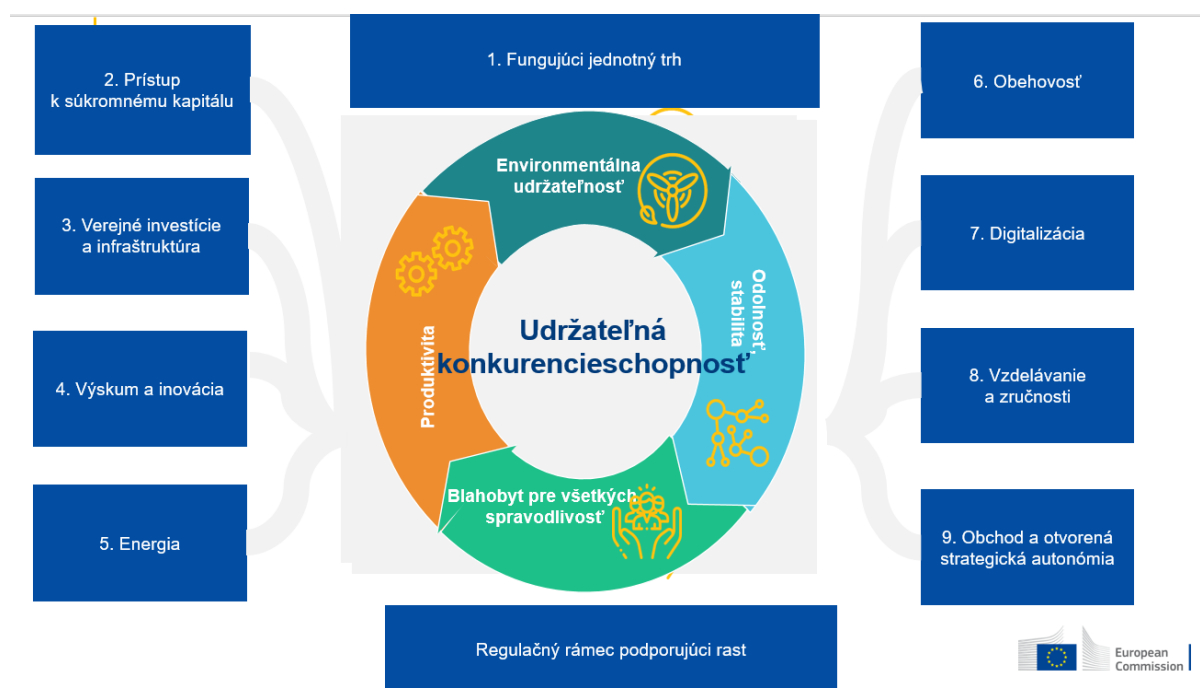 1. Fungujúci jednotný trh
2. Prístup
k súkromnému kapitálu
3. Verejné investície
a infraštruktúra
4. Výskum a inovácia
5. Energia
6. Obehovosť
7. Digitalizácia
8. Vzdelávanie
a zručnosti
9. Obchod a otvorená
strategická autonómia
Environmentálna
udržateľnosť
Odolnosť,
stabilita
Blahobyt pre všetkých
spravodlivosť
Produktivita
Udržateľná
konkurencieschopnosť
Regulačný rámec podporujúci rast
European
Commission